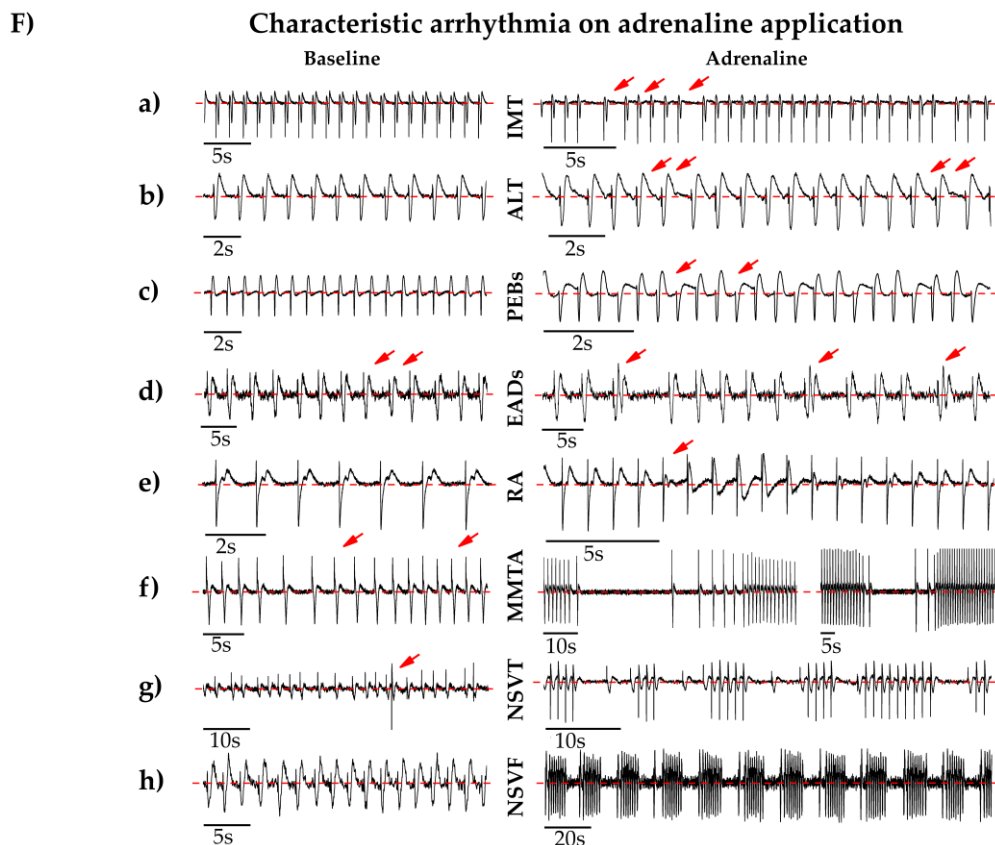 F) Characteristic arrhythmia on adrenaline application
Baseline Adrenaline
a) IMT
5s 5s
b) ALT
2s 2s
c) PEBs
2s 2s
d) EADs
5s 5s
e) RA
2s 5s
f) MMTA
5s 10s 5s
g) NSVT
10s 10s
h) NSVF
5s 20s